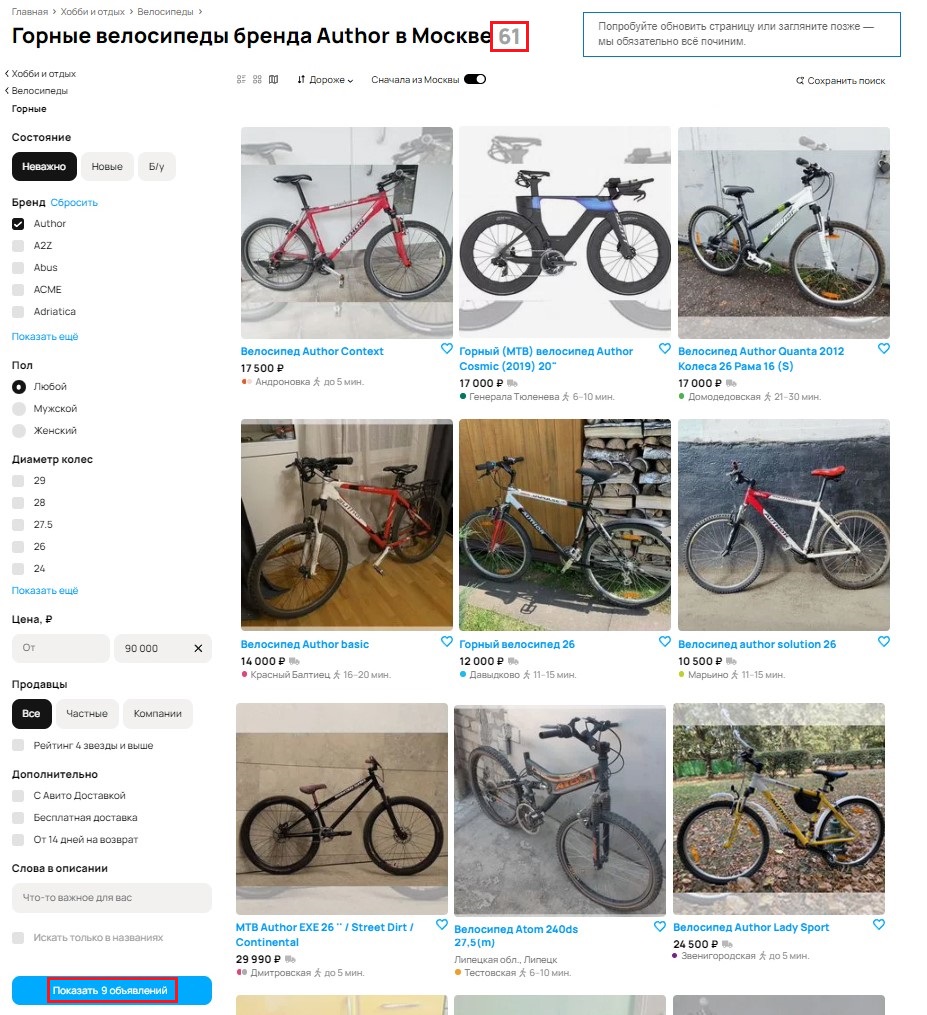 Главная > Хобби и отдых > Велосипеды >
Горные велосипеды бренда Author в Москве 61
Попробуйте обновить страницу или загляните позже —
мы обязательно всё починим.
Хобби и отдых
Велосипеды
Горные
Дороже
Сначала из Москвы
Сохранить поиск
Состояние
Неважно Новые Б/у
Бренд Сбросить
Author
A2Z
Abus
ACME
Adriatica
Показать ещё
Пол
Любой
Мужской
Женский
Диаметр колес
29
28
27.5
26
24
Показать ещё
Цена, ₽
От 90 000
Продавцы
Все Частные Компании
Рейтинг 4 звезды и выше
Дополнительно
С Авито Доставкой
Бесплатная доставка
От 14 дней на возврат
Слова в описании
Что-то важное для вас
Искать только в названиях
Показать 9 объявлений
Велосипед Author Context
17 500 ₽
Андроновка до 5 мин.
Горный (MTB) велосипед Author
Cosmic (2019) 20"
17 000 ₽
Генерала Тюленева 6–10 мин.
Велосипед Author Quanta 2012
Колеса 26 Рама 16 (S)
17 000 ₽
Домодедовская 21–30 мин.
Велосипед Author basic
14 000 ₽
Красный Балтиец 16–20 мин.
Горный велосипед 26
12 000 ₽
Давыдково 11–15 мин.
Велосипед author solution 26
10 500 ₽
Марьино 11–15 мин.
MTB Author EXE 26 '' / Street Dirt /
Continental
29 990 ₽
Дмитровская до 5 мин.
Велосипед Atom 240ds
27,5(m)
Липецкая обл., Липецк
Тестовская 6–10 мин.
Велосипед Author Lady Sport
24 500 ₽
Звенигородская до 5 мин.